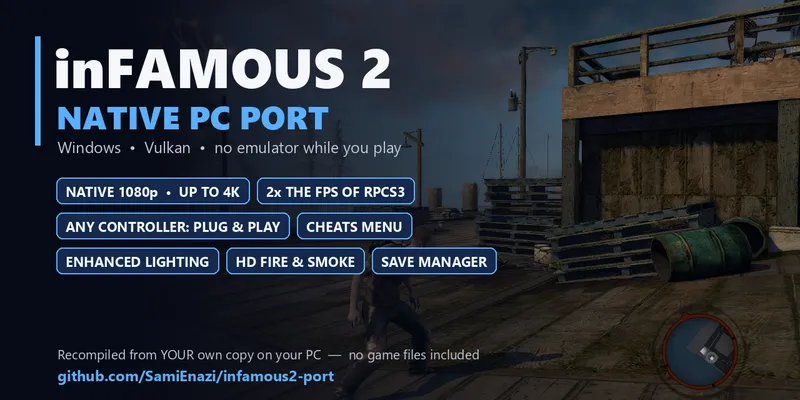 inFAMOUS 2
NATIVE PC PORT
Windows • Vulkan • no emulator while you play
NATIVE 1080p • UP TO 4K
2x THE FPS OF RPCS3
ANY CONTROLLER: PLUG & PLAY
CHEATS MENU
ENHANCED LIGHTING
HD FIRE & SMOKE
SAVE MANAGER
Recompiled from YOUR own copy on your PC — no game files included
github.com/SamiEnazi/infamous2-port